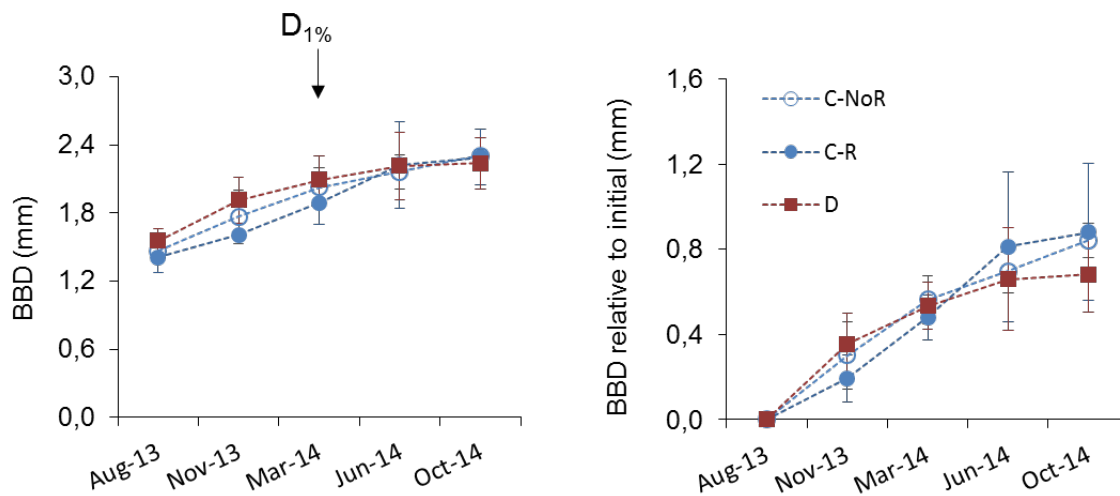 D1%
BBD (mm)
3,0
2,4
1,8
1,2
0,6
0,0
Aug-13
Nov-13
Mar-14
Jun-14
Oct-14
BBD relative to initial (mm)
1,6
1,2
0,8
0,4
0,0
C-NoR
C-R
D
Aug-13
Nov-13
Mar-14
Jun-14
Oct-14